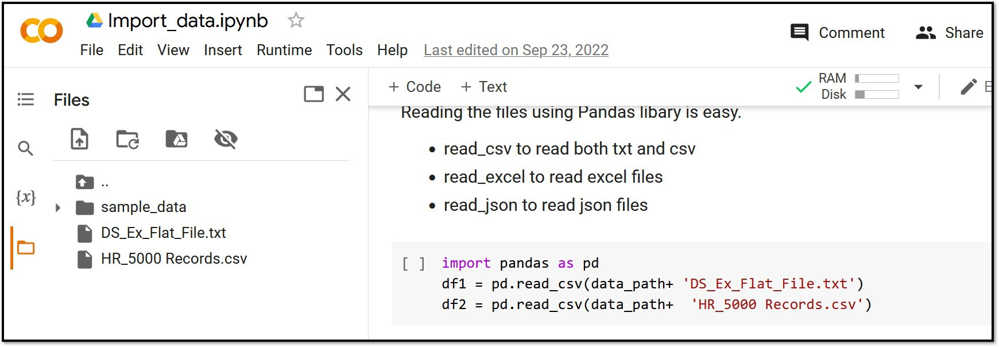 Import_data.ipynb
File Edit View Insert Runtime Tools Help Last edited on Sep 23, 2022
Comment Share
Files
+ Code + Text
RAM
Disk
E
..
sample_data
DS_Ex_Flat_File.txt
HR_5000 Records.csv
{x}
Reading the files using Pandas libary is easy.
• read_csv to read both txt and csv
• read_excel to read excel files
• read_json to read json files
[ ] import pandas as pd
df1 = pd.read_csv(data_path+ 'DS_Ex_Flat_File.txt')
df2 = pd.read_csv(data_path+  'HR_5000 Records.csv')